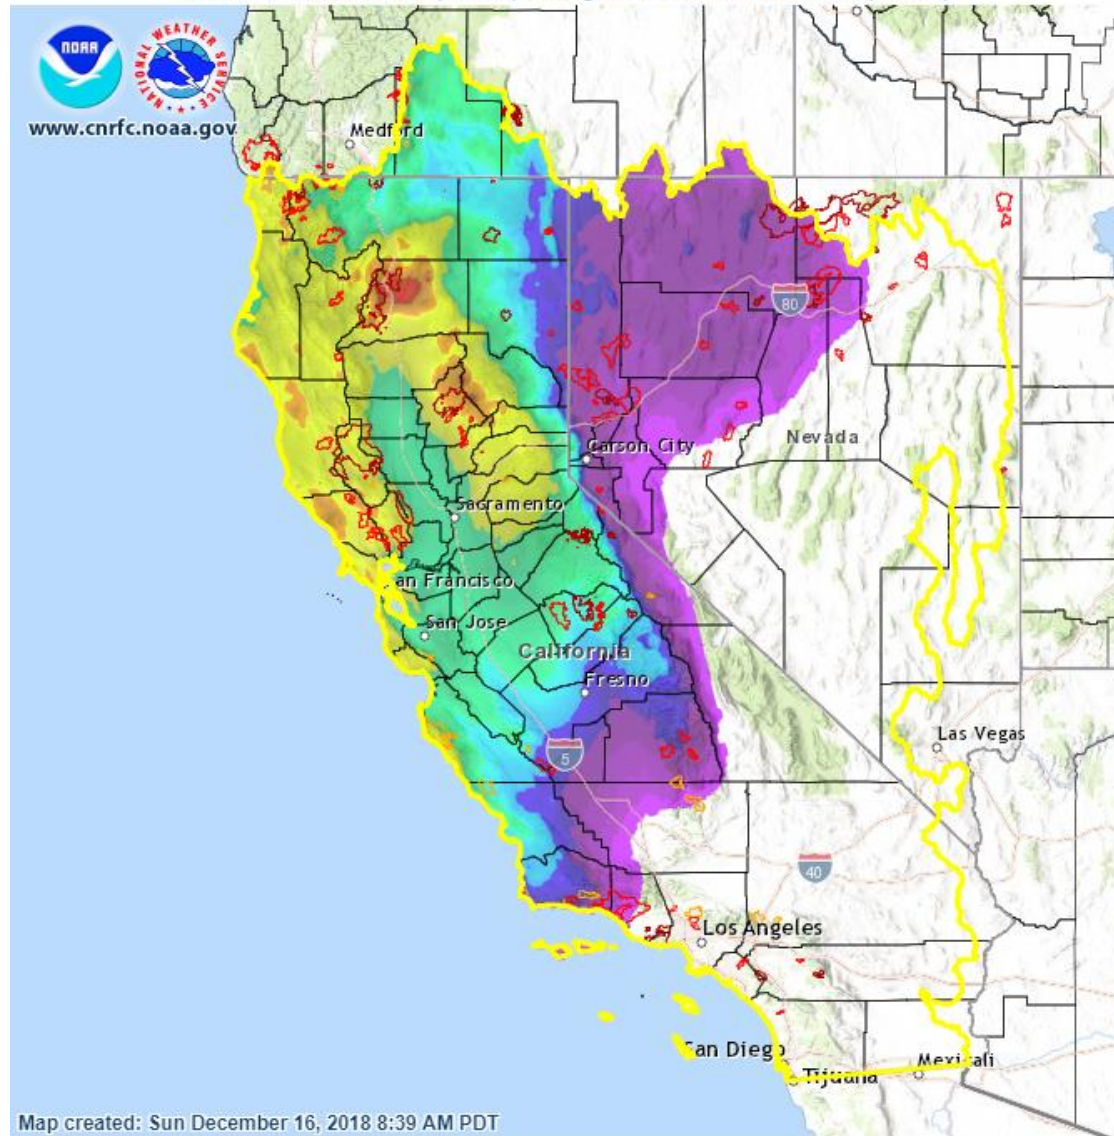 NOAA
NATIONAL WEATHER SERVICE
www.cnrfc.noaa.gov
Medford
80
Carson City
Nevada
Sacramento
an Francisco
San Jose
California
Fresno
5
Las Vegas
40
Los Angeles
San Diego
Mexicali
Tijuana
Map created: Sun December 16, 2018 8:39 AM PDT